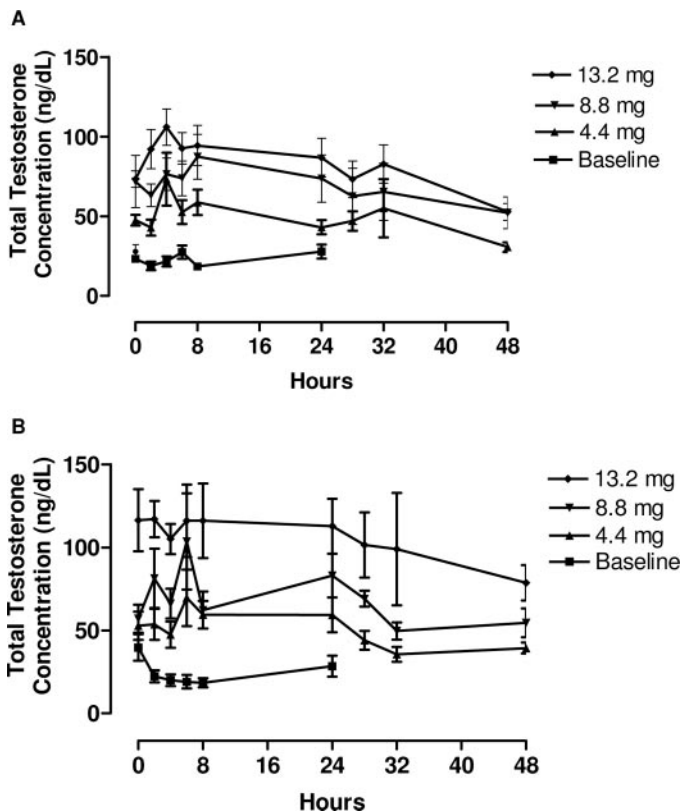 A
Total Testosterone
Concentration (ng/dL)
150
100
50
0
0 8 16 24 32 40 48
Hours
13.2 mg
8.8 mg
4.4 mg
Baseline
B
Total Testosterone
Concentration (ng/dL)
150
100
50
0
0 8 16 24 32 40 48
Hours
13.2 mg
8.8 mg
4.4 mg
Baseline